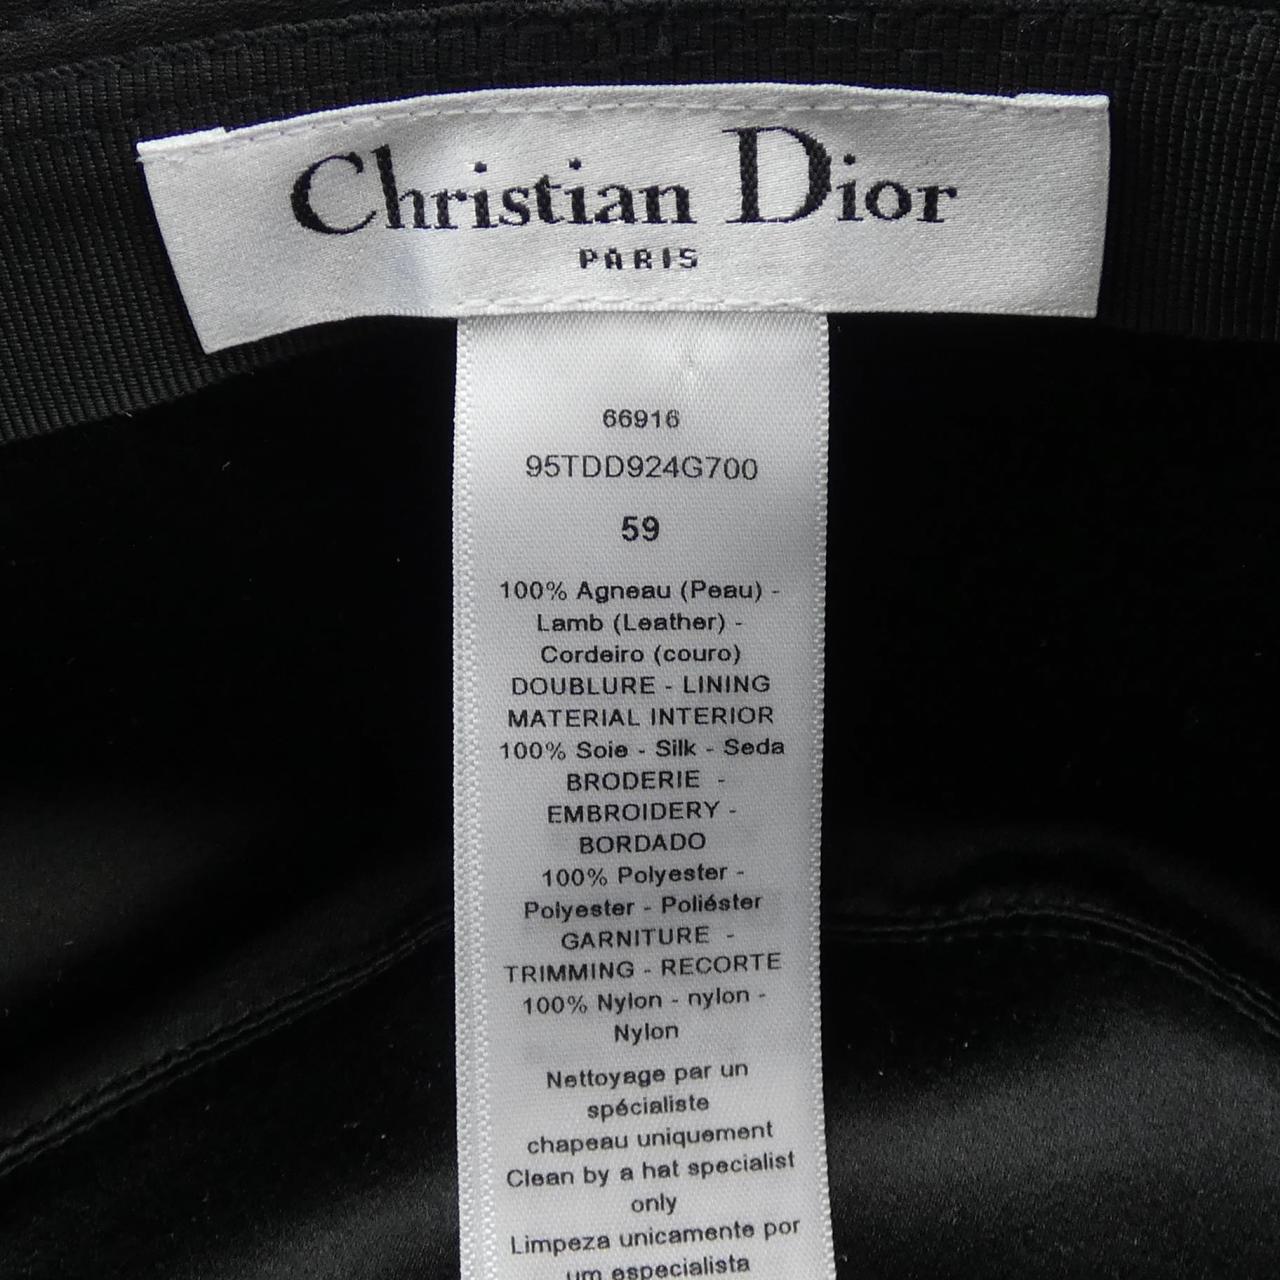 Christian Dior
PARIS
66916
95TDD924G700
59
100% Agneau (Peau) -
Lamb (Leather) -
Cordeiro (couro)
DOUBLURE - LINING
MATERIAL INTERIOR
100% Soie - Silk - Seda
BRODERIE -
EMBROIDERY -
BORDADO
100% Polyester -
Polyester - Poliéster
GARNITURE -
TRIMMING - RECORTE
100% Nylon - nylon -
Nylon
Nettoyage par un
spécialiste
chapeau uniquement
Clean by a hat specialist
only
Limpeza unicamente por
um especialista